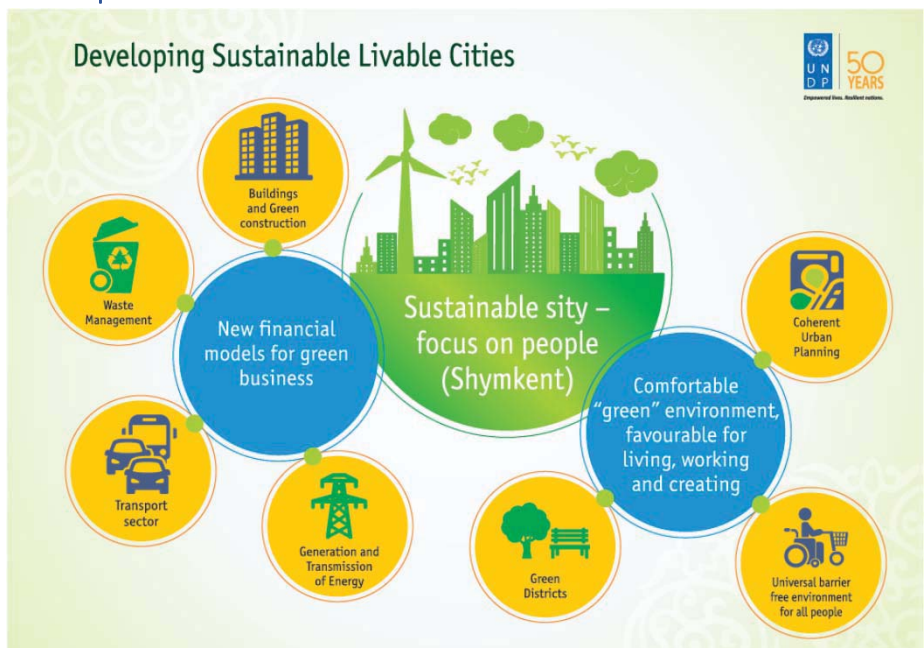 Developing Sustainable Livable Cities
UN
DP
50
YEARS
Empowered lives. Resilient nations.
Buildings
and Green
construction
Waste
Management
New financial
models for green
business
Transport
sector
Generation and
Transmission
of Energy
Sustainable sity –
focus on people
(Shymkent)
Coherent
Urban
Planning
Comfortable
“green” environment,
favourable for
living, working
and creating
Green
Districts
Universal barrier
free environment
for all people